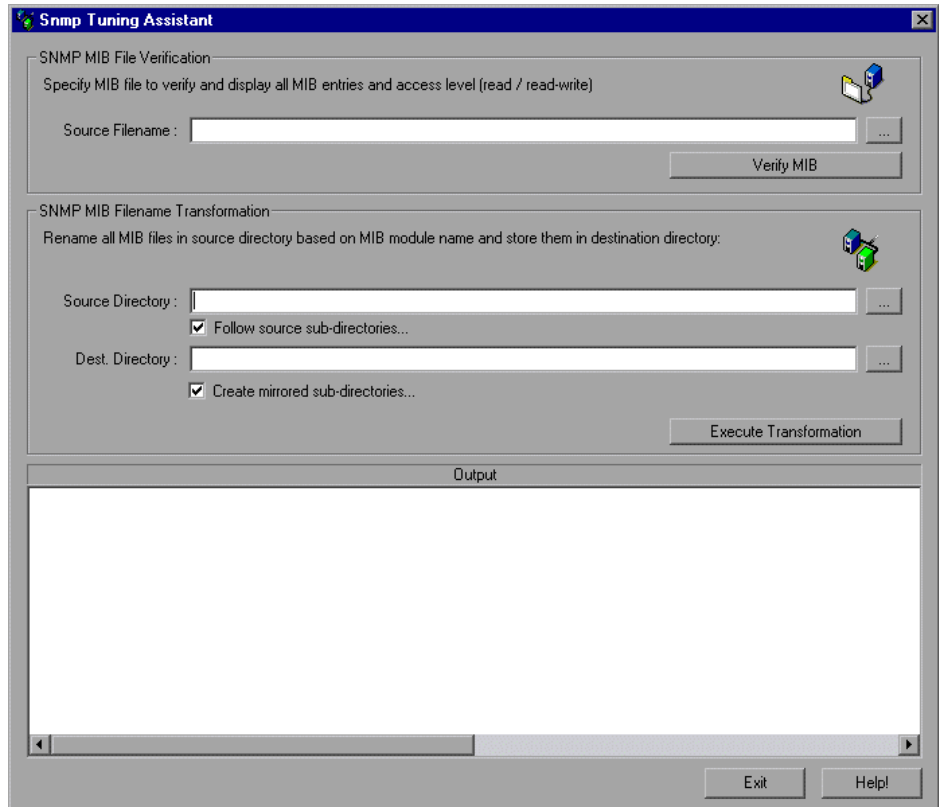 Snmp Tuning Assistant
SNMP MIB File Verification
Specify MIB file to verify and display all MIB entries and access level (read / read-write)
Source Filename :
...
Verify MIB
SNMP MIB Filename Transformation
Rename all MIB files in source directory based on MIB module name and store them in destination directory:
Source Directory :
...
Follow source sub-directories...
Dest. Directory :
...
Create mirrored sub-directories...
Execute Transformation
Output
Exit
Help!